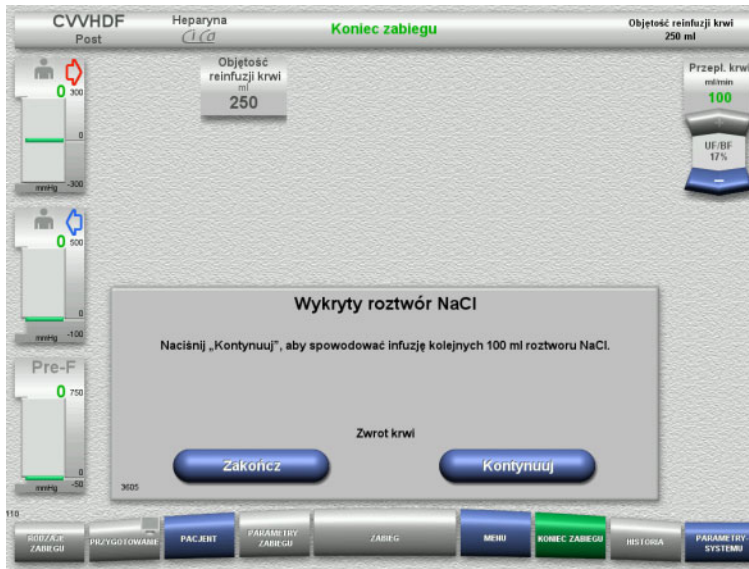 CVVHDF
Post
Heparyna
Ci Ca
Koniec zabiegu
Objętość reinfuzji krwi
250 ml
0
300
0
-300
mmHg
Objętość
reinfuzji krwi
ml
250
Przepł. krwi
ml/min
100
+
UF/BF
17%
−
0
500
0
-100
mmHg
Pre-F
0
750
0
-50
mmHg
Wykryty roztwór NaCl
Naciśnij „Kontynuuj”, aby spowodować infuzję kolejnych 100 ml roztworu NaCl.
Zwrot krwi
Zakończ
Kontynuuj
3605
110
RODZAJE
ZABIEGU
PRZYGOTOWANIE
PACJENT
PARAMETRY
ZABIEGU
ZABIEG
MENU
KONIEC ZABIEGU
HISTORIA
PARAMETRY-
SYSTEMU